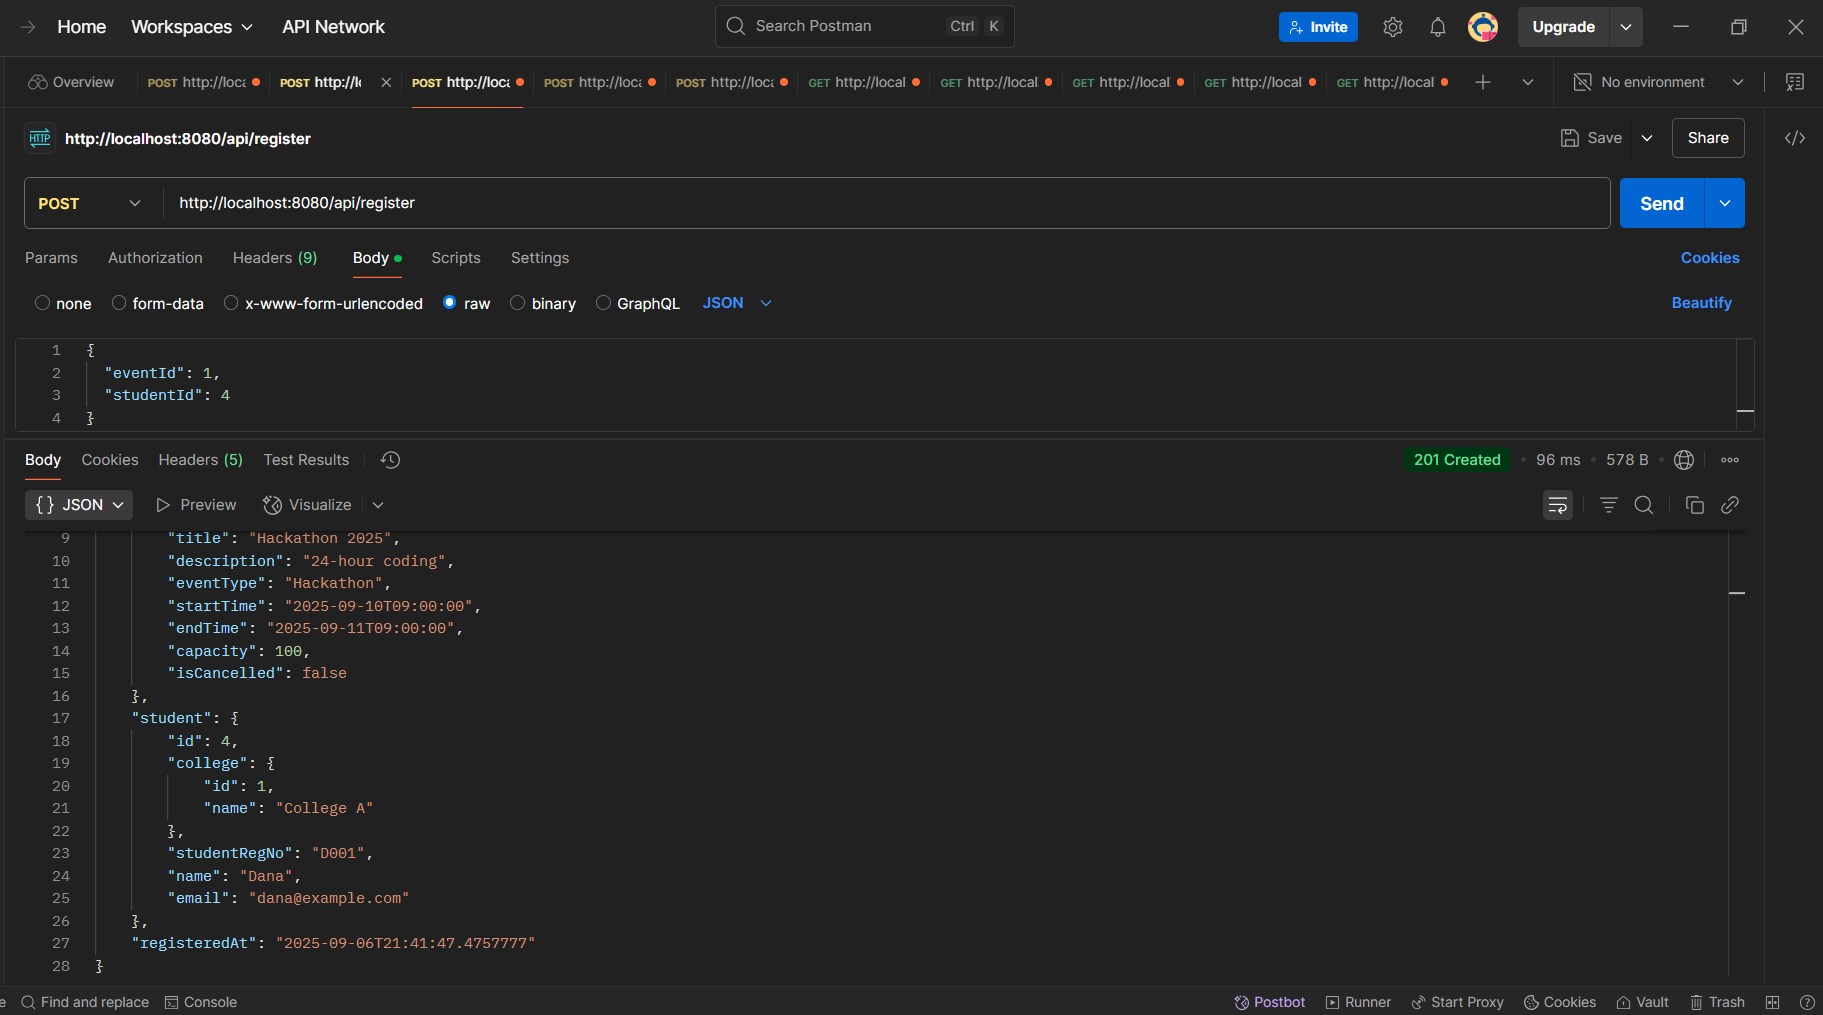 Home Workspaces API Network Search Postman Ctrl K Invite Upgrade
Overview POST http://loca POST http://l POST http://loca POST http://loca POST http://loca GET http://local GET http://local GET http://local GET http://local GET http://local No environment
HTTP http://localhost:8080/api/register Save Share
POST http://localhost:8080/api/register Send
Params Authorization Headers (9) Body Scripts Settings Cookies
none form-data x-www-form-urlencoded raw binary GraphQL JSON Beautify
1 {
2 "eventId": 1,
3 "studentId": 4
4 }
Body Cookies Headers (5) Test Results 201 Created 96 ms 578 B
{} JSON Preview Visualize
9 "title": "Hackathon 2025",
10 "description": "24-hour coding",
11 "eventType": "Hackathon",
12 "startTime": "2025-09-10T09:00:00",
13 "endTime": "2025-09-11T09:00:00",
14 "capacity": 100,
15 "isCancelled": false
16 },
17 "student": {
18 "id": 4,
19 "college": {
20 "id": 1,
21 "name": "College A"
22 },
23 "studentRegNo": "D001",
24 "name": "Dana",
25 "email": "dana@example.com"
26 },
27 "registeredAt": "2025-09-06T21:41:47.4757777"
28 }
e Find and replace Console Postbot Runner Start Proxy Cookies Vault Trash